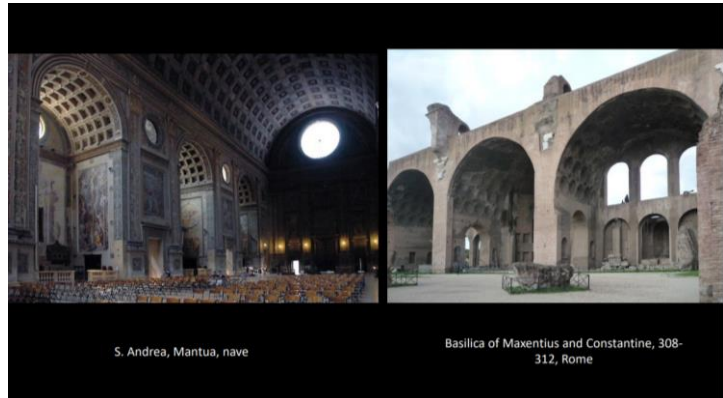 S. Andrea, Mantua, nave
Basilica of Maxentius and Constantine, 308-
312, Rome